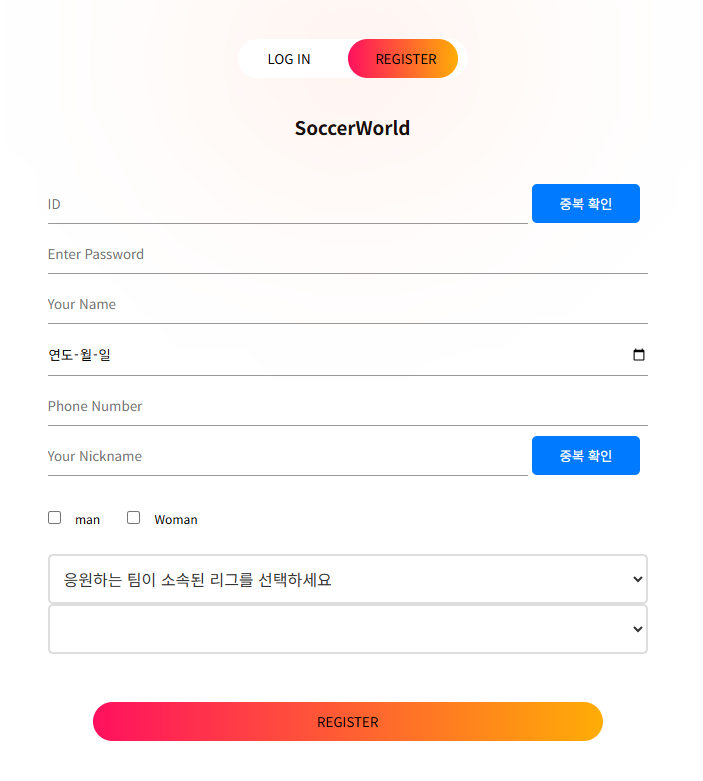 LOG IN REGISTER
SoccerWorld
ID 중복 확인
Enter Password
Your Name
연도-월-일
Phone Number
Your Nickname 중복 확인
man Woman
응원하는 팀이 소속된 리그를 선택하세요
REGISTER